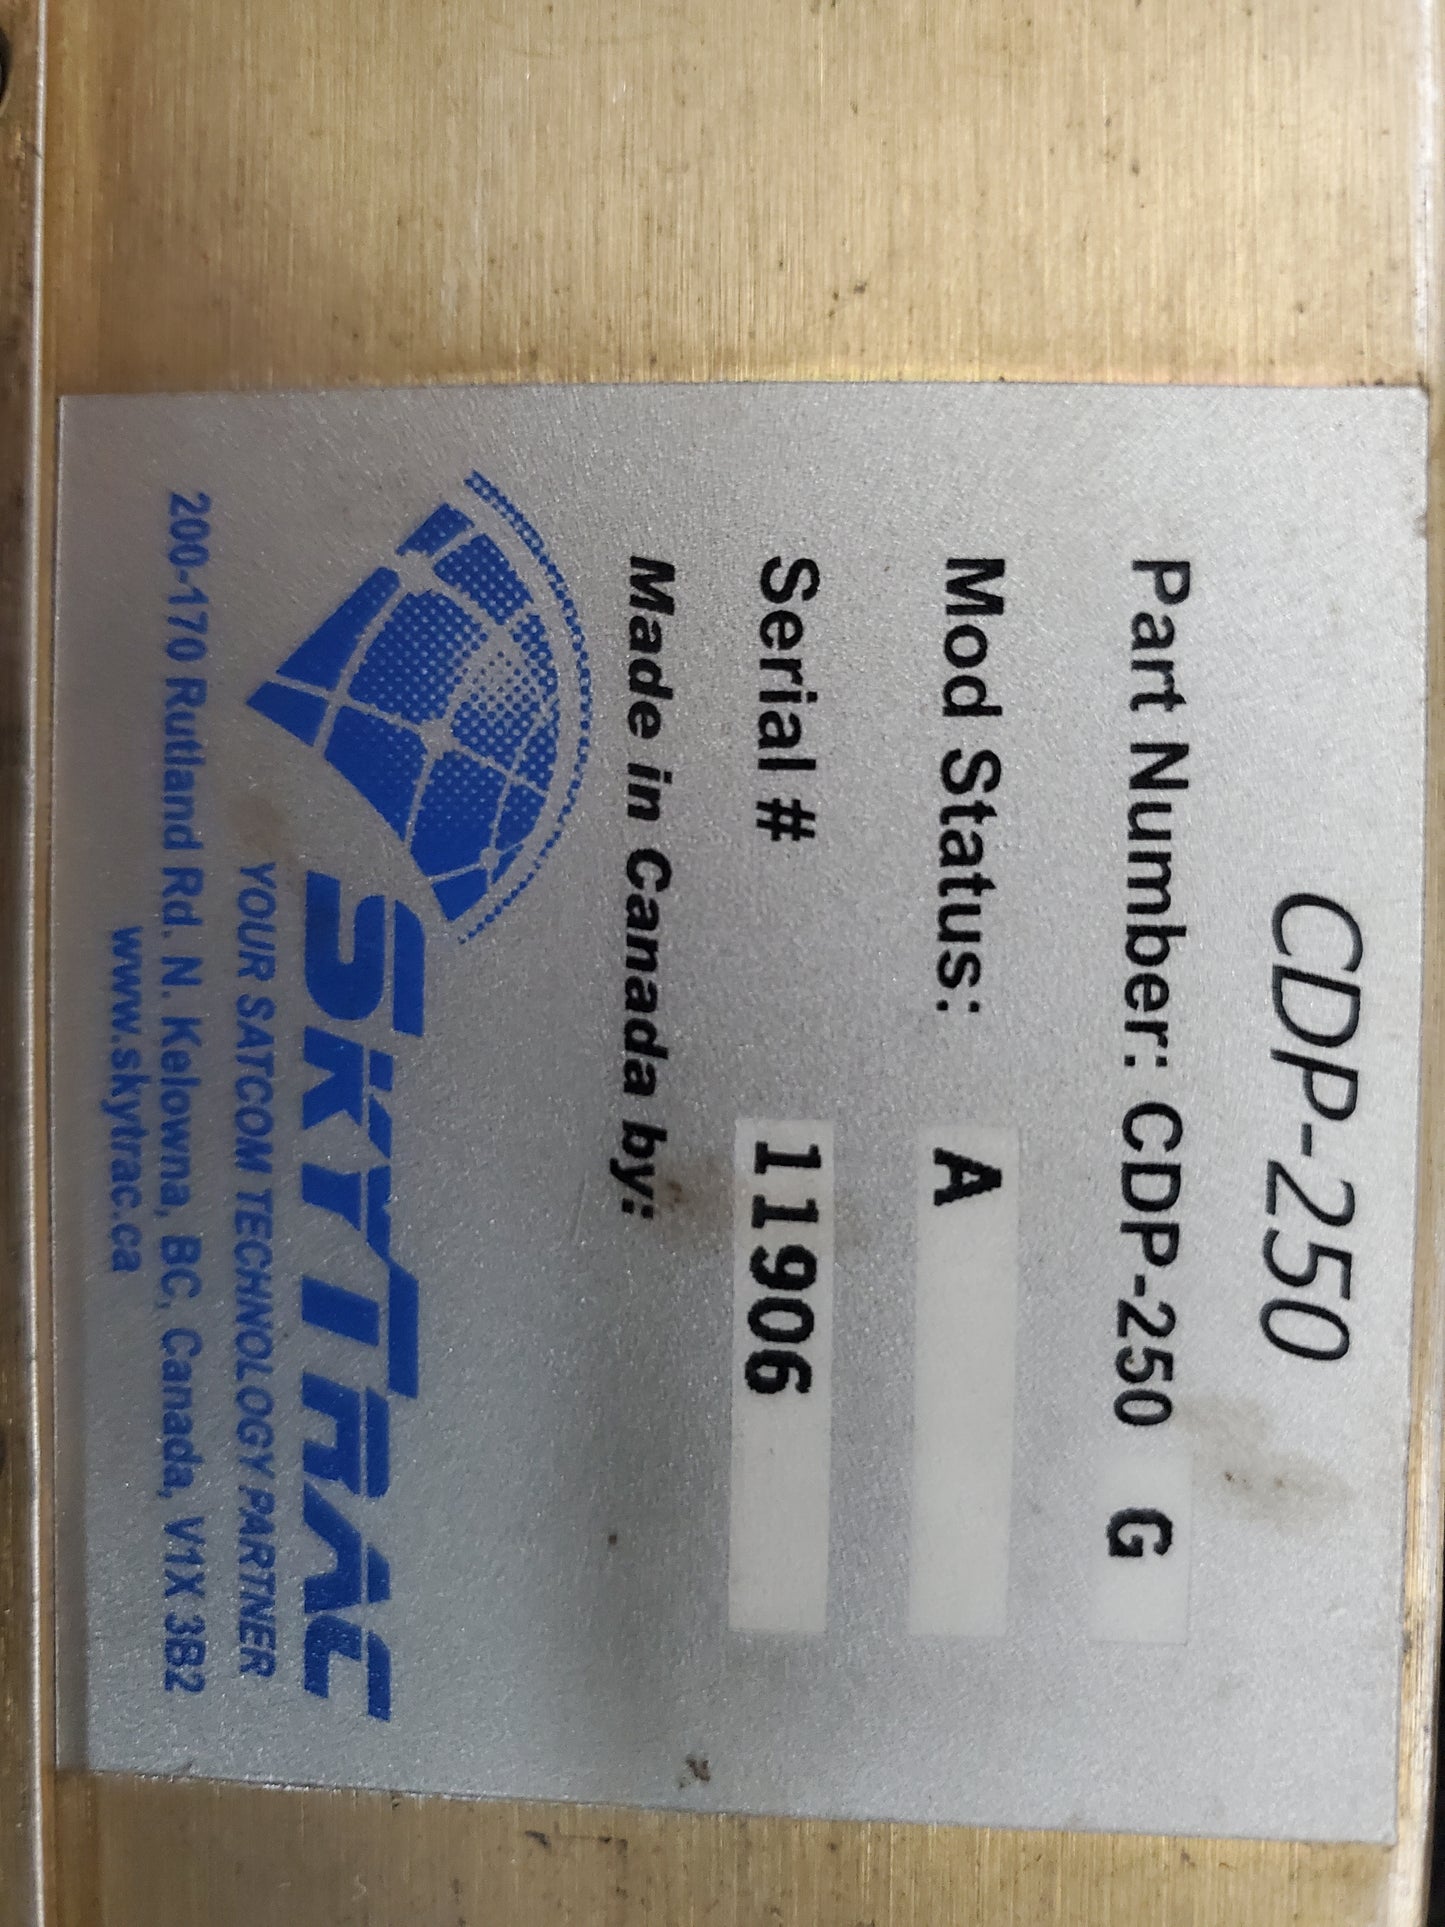 CDP-250
Part Number: CDP-250 G
Mod Status: A
Serial # 11906
Made in Canada by:
SKYTRAC
YOUR SATCOM TECHNOLOGY PARTNER
200-170 Rutland Rd. N. Kelowna, BC, Canada, V1X 3B2
www.skytrac.ca